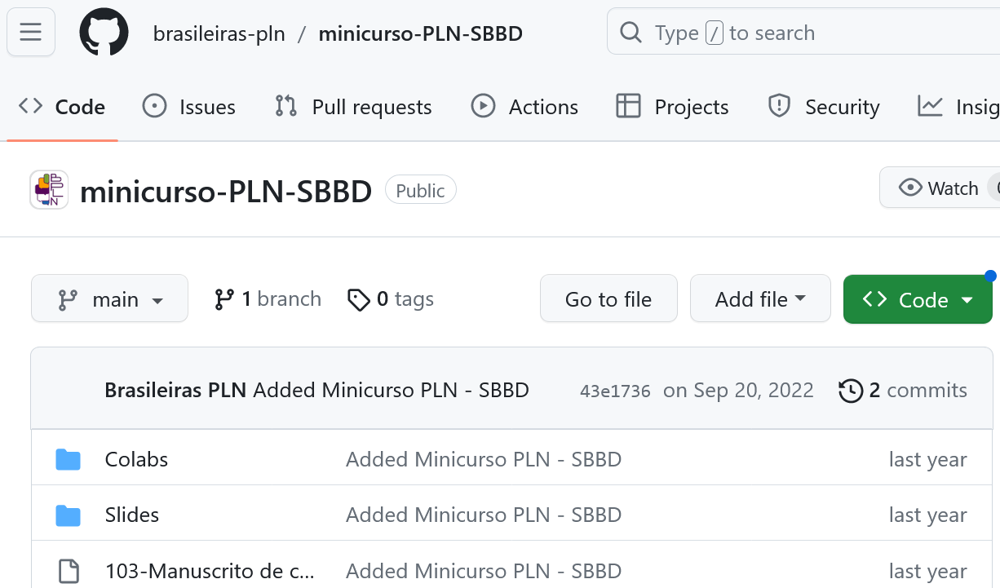 brasileiras-pln / minicurso-PLN-SBBD Type / to search
Code Issues Pull requests Actions Projects Security Insig
minicurso-PLN-SBBD Public Watch
main 1 branch 0 tags Go to file Add file Code
Brasileiras PLN Added Minicurso PLN - SBBD 43e1736 on Sep 20, 2022 2 commits
Colabs Added Minicurso PLN - SBBD last year
Slides Added Minicurso PLN - SBBD last year
103-Manuscrito de c... Added Minicurso PLN - SBBD last year